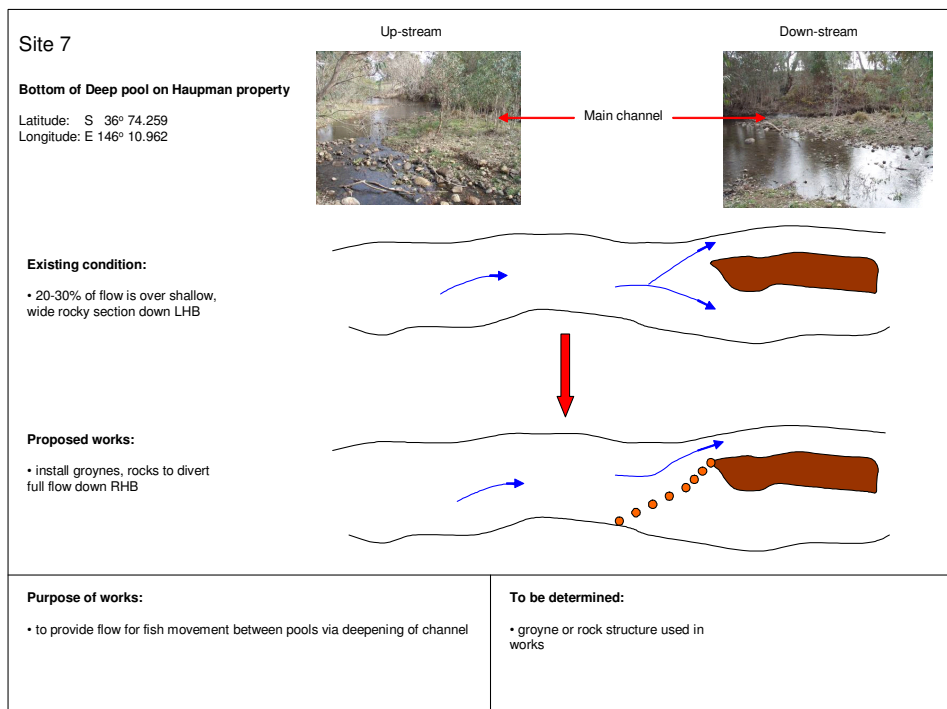 Site 7
Up-stream
Down-stream
Bottom of Deep pool on Haupman property
Latitude: S 36º 74.259
Longitude: E 146º 10.962
Main channel
Existing condition:
• 20-30% of flow is over shallow,
wide rocky section down LHB
Proposed works:
• install groynes, rocks to divert
full flow down RHB
Purpose of works:
• to provide flow for fish movement between pools via deepening of channel
To be determined:
• groyne or rock structure used in
works